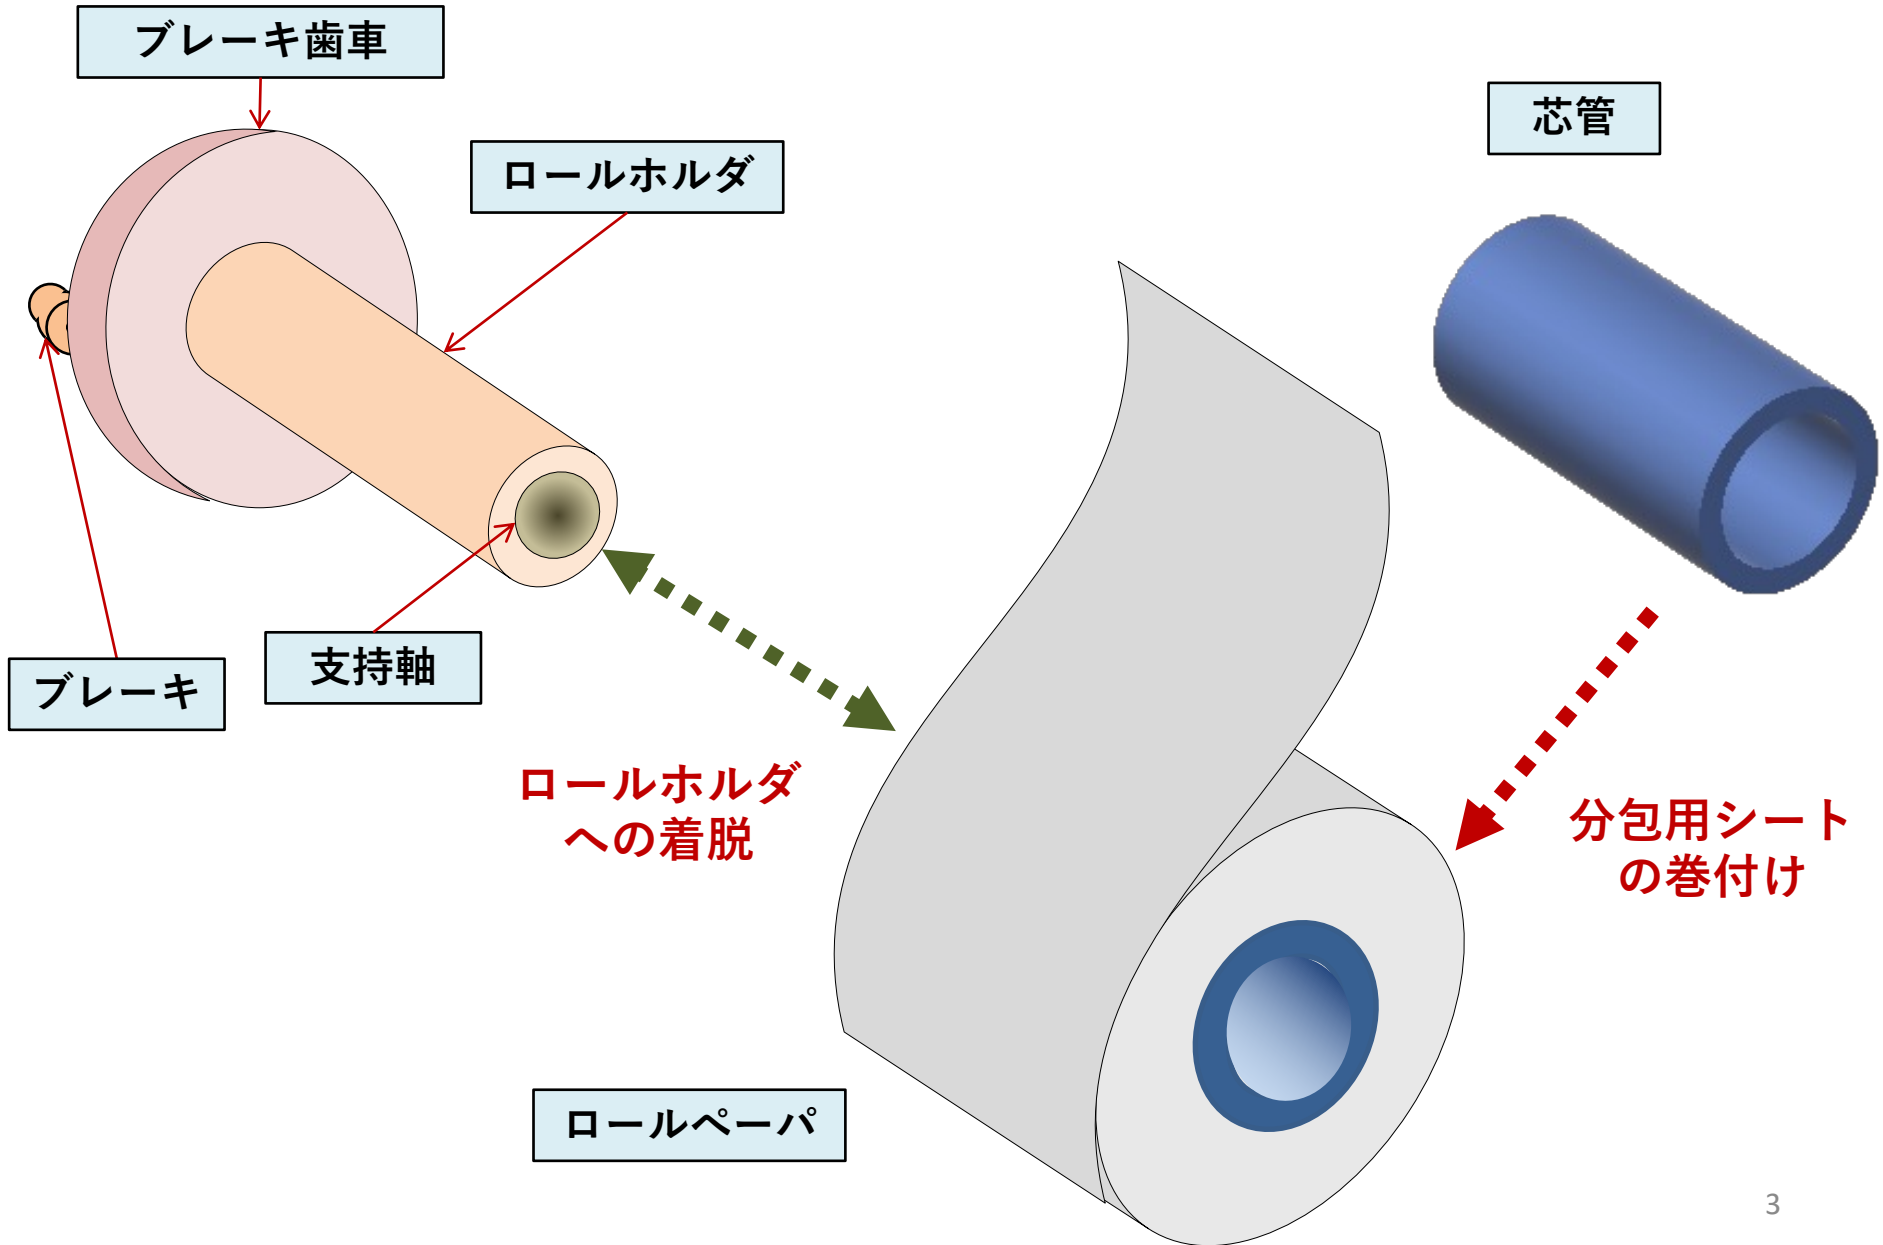 ブレーキ歯車
芯管
ロールホルダ
支持軸
ブレーキ
ロールホルダ
への着脱
分包用シート
の巻付け
ロールペーパ
3